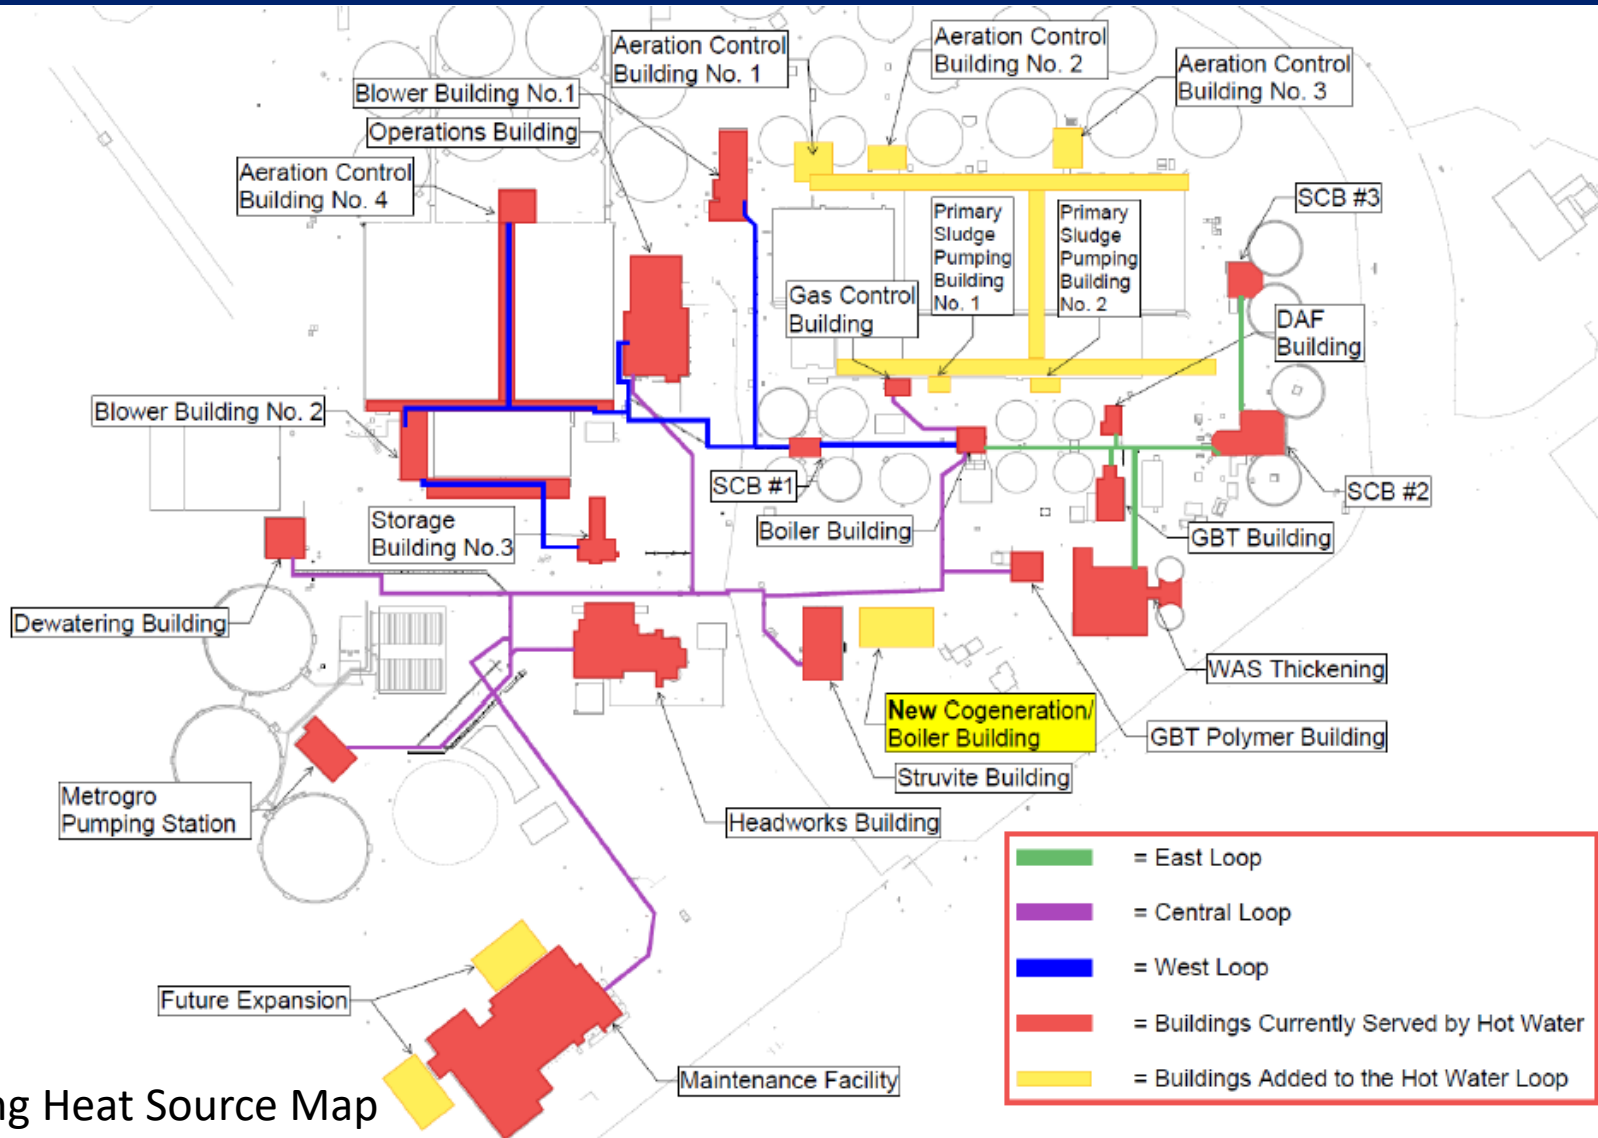 Aeration Control
Building No. 1
Aeration Control
Building No. 2
Aeration Control
Building No. 3
Blower Building No.1
Operations Building
Aeration Control
Building No. 4
SCB #3
Primary
Sludge
Pumping
Building
No. 1
Primary
Sludge
Pumping
Building
No. 2
Gas Control
Building
DAF
Building
Blower Building No. 2
SCB #1
SCB #2
Storage
Building No.3
Boiler Building
GBT Building
Dewatering Building
WAS Thickening
New Cogeneration/
Boiler Building
GBT Polymer Building
Struvite Building
Metrogro
Pumping Station
Headworks Building
= East Loop
= Central Loop
= West Loop
= Buildings Currently Served by Hot Water
= Buildings Added to the Hot Water Loop
Future Expansion
Maintenance Facility
ng Heat Source Map